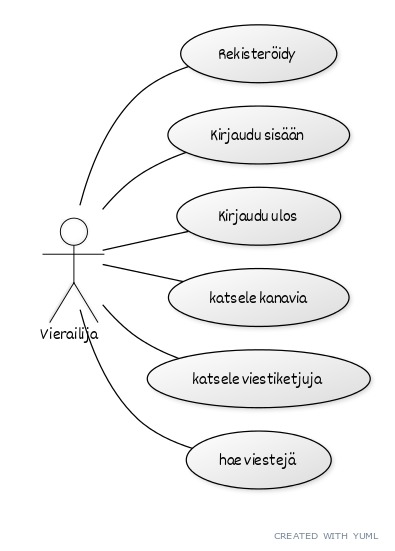 Rekisteröidy
Kirjaudu sisään
Kirjaudu ulos
katsele kanavia
Vierailija
katsele viestiketjuja
hae viestejä
CREATED WITH YUML